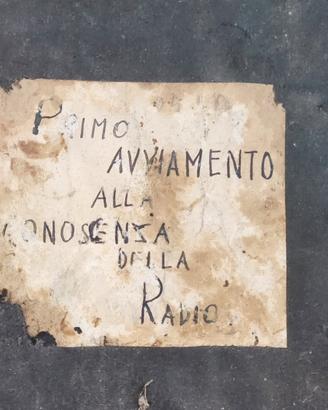 PRIMO
AVVIAMENTO
ALLA
CONOSCENZA
DELLA
RADIO